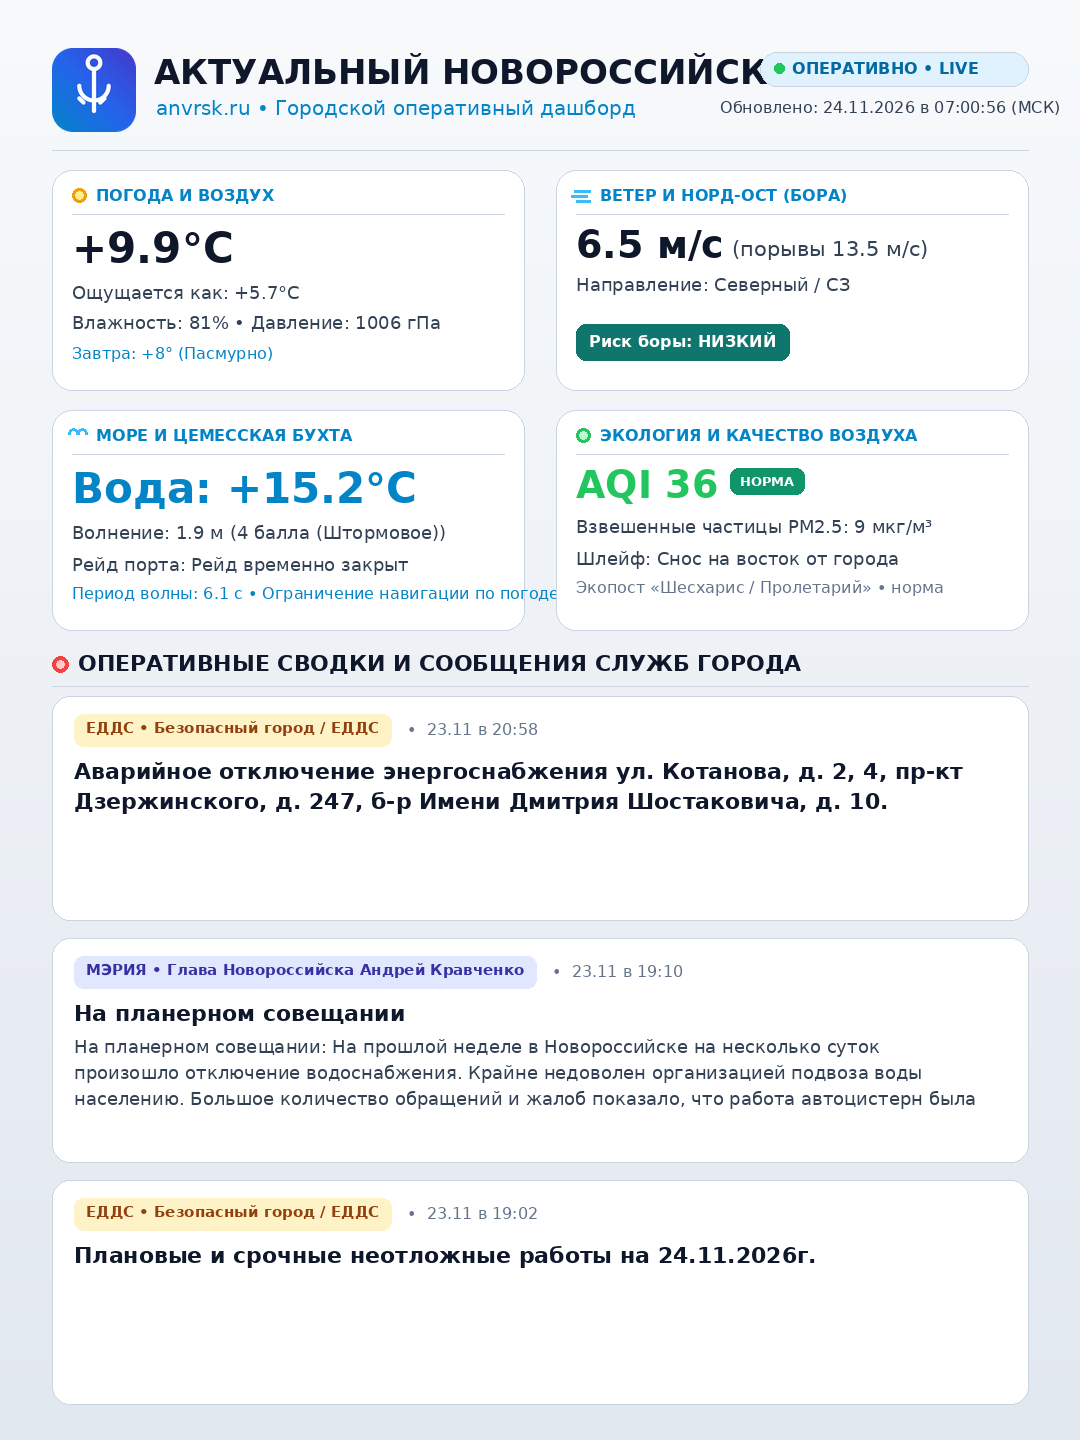 АКТУАЛЬНЫЙ НОВОРОССИЙСК
ОПЕРАТИВНО • LIVE
anvrsk.ru • Городской оперативный дашборд
Обновлено: 24.11.2026 в 07:00:56 (МСК)
ПОГОДА И ВОЗДУХ
+9.9°C
Ощущается как: +5.7°C
Влажность: 81% • Давление: 1006 гПа
Завтра: +8° (Пасмурно)
ВЕТЕР И НОРД-ОСТ (БОРА)
6.5 м/с (порывы 13.5 м/с)
Направление: Северный / СЗ
Риск боры: НИЗКИЙ
МОРЕ И ЦЕМЕССКАЯ БУХТА
Вода: +15.2°C
Волнение: 1.9 м (4 балла (Штормовое))
Рейд порта: Рейд временно закрыт
Период волны: 6.1 с • Ограничение навигации по погоде
ЭКОЛОГИЯ И КАЧЕСТВО ВОЗДУХА
AQI 36 НОРМА
Взвешенные частицы PM2.5: 9 мкг/м³
Шлейф: Снос на восток от города
Экопост «Шесхарис / Пролетарий» • норма
ОПЕРАТИВНЫЕ СВОДКИ И СООБЩЕНИЯ СЛУЖБ ГОРОДА
ЕДДС • Безопасный город / ЕДДС • 23.11 в 20:58
Аварийное отключение энергоснабжения ул. Котанова, д. 2, 4, пр-кт
Дзержинского, д. 247, б-р Имени Дмитрия Шостаковича, д. 10.
МЭРИЯ • Глава Новороссийска Андрей Кравченко • 23.11 в 19:10
На планерном совещании
На планерном совещании: На прошлой неделе в Новороссийске на несколько суток
произошло отключение водоснабжения. Крайне недоволен организацией подвоза воды
населению. Большое количество обращений и жалоб показало, что работа автоцистерн была
ЕДДС • Безопасный город / ЕДДС • 23.11 в 19:02
Плановые и срочные неотложные работы на 24.11.2026г.